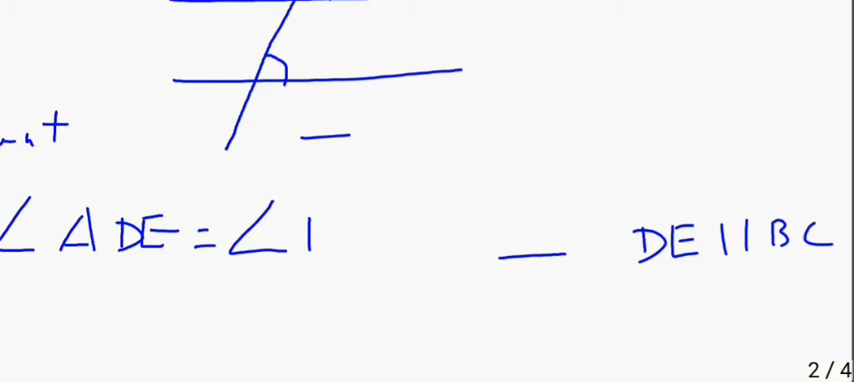 ∠ADE = ∠1 — DE || BC
2 / 4